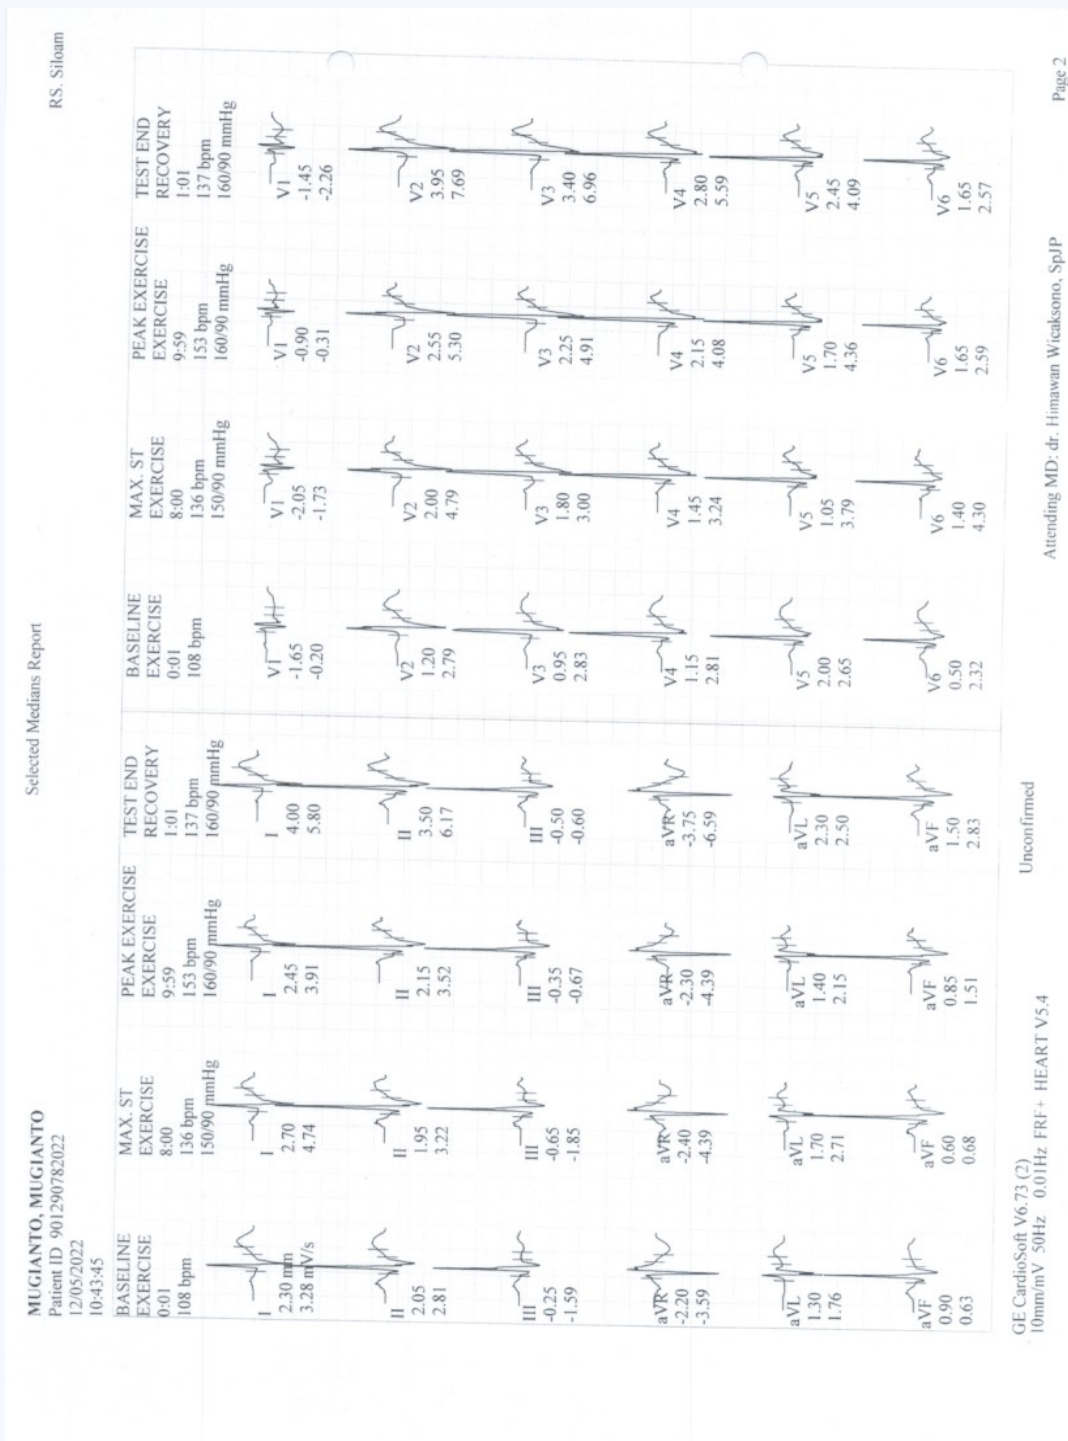 MUGIANTO, MUGIANTO
Patient ID 901290782022
12/05/2022
10:43:45
Selected Medians Report
RS. Siloam
BASELINE
EXERCISE
0:01
108 bpm
I
2.30 mm
3.28 mV/s
II
2.05
2.81
III
-0.25
-1.59
aVR
-2.20
-3.59
aVL
1.30
1.76
aVF
0.90
0.63
MAX. ST
EXERCISE
8:00
136 bpm
150/90 mmHg
I
2.70
4.74
II
1.95
3.22
III
-0.65
-1.85
aVR
-2.40
-4.39
aVL
1.70
2.71
aVF
0.60
0.68
PEAK EXERCISE
EXERCISE
9:59
153 bpm
160/90 mmHg
I
2.45
3.91
II
2.15
3.52
III
-0.35
-0.67
aVR
-2.30
-4.39
aVL
1.40
2.15
aVF
0.85
1.51
TEST END
RECOVERY
1:01
137 bpm
160/90 mmHg
I
4.00
5.80
II
3.50
6.17
III
-0.50
-0.60
aVR
-3.75
-6.59
aVL
2.30
2.50
aVF
1.50
2.83
BASELINE
EXERCISE
0:01
108 bpm
V1
-1.65
-0.20
V2
1.20
2.79
V3
0.95
2.83
V4
1.15
2.81
V5
2.00
2.65
V6
0.50
2.32
MAX. ST
EXERCISE
8:00
136 bpm
150/90 mmHg
V1
-2.05
-1.73
V2
2.00
4.79
V3
1.80
3.00
V4
1.45
3.24
V5
1.05
3.79
V6
1.40
4.30
PEAK EXERCISE
EXERCISE
9:59
153 bpm
160/90 mmHg
V1
-0.90
-0.31
V2
2.55
5.30
V3
2.25
4.91
V4
2.15
4.08
V5
1.70
4.36
V6
1.65
2.59
TEST END
RECOVERY
1:01
137 bpm
160/90 mmHg
V1
-1.45
-2.26
V2
3.95
7.69
V3
3.40
6.96
V4
2.80
5.59
V5
2.45
4.09
V6
1.65
2.57
GE CardioSoft V6.73 (2)
10mm/mV 50Hz 0.01Hz FRF+ HEART V5.4
Unconfirmed
Attending MD: dr. Himawan Wicaksono, SpJP
Page 2